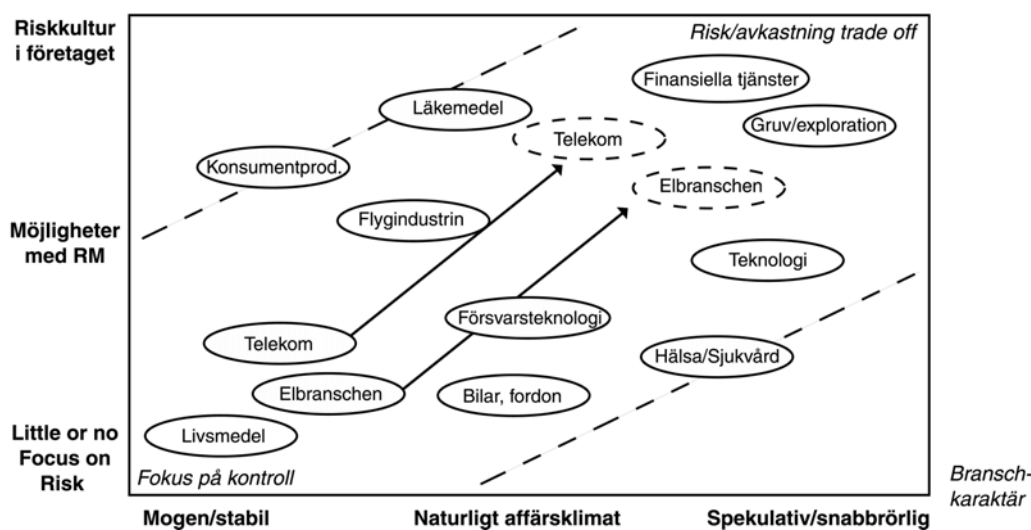 Riskkultur
i företaget
Risk/avkastning trade off
Finansiella tjänster
Läkemedel
Gruv/exploration
Telekom
Konsumentprod.
Elbranschen
Flygindustrin
Möjligheter
med RM
Teknologi
Försvarsteknologi
Telekom
Hälsa/Sjukvård
Elbranschen
Bilar, fordon
Livsmedel
Little or no
Focus on
Risk
Fokus på kontroll
Bransch-
karaktär
Mogen/stabil
Naturligt affärsklimat
Spekulativ/snabbrörlig